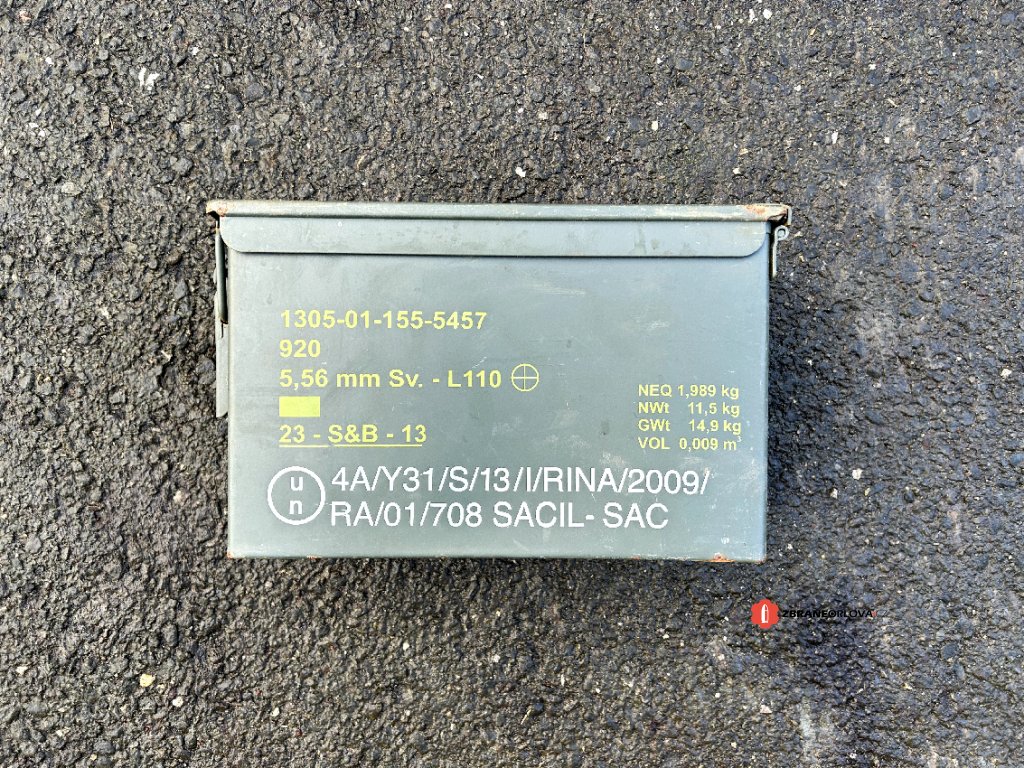 1305-01-155-5457
920
5,56 mm Sv. - L110
23 - S&B - 13
NEQ 1,989 kg
NWt 11,5 kg
GWt 14,9 kg
VOL 0,009 m³
un 4A/Y31/S/13/I/RINA/2009/
RA/01/708 SACIL- SAC
ZBRANEORLOVA